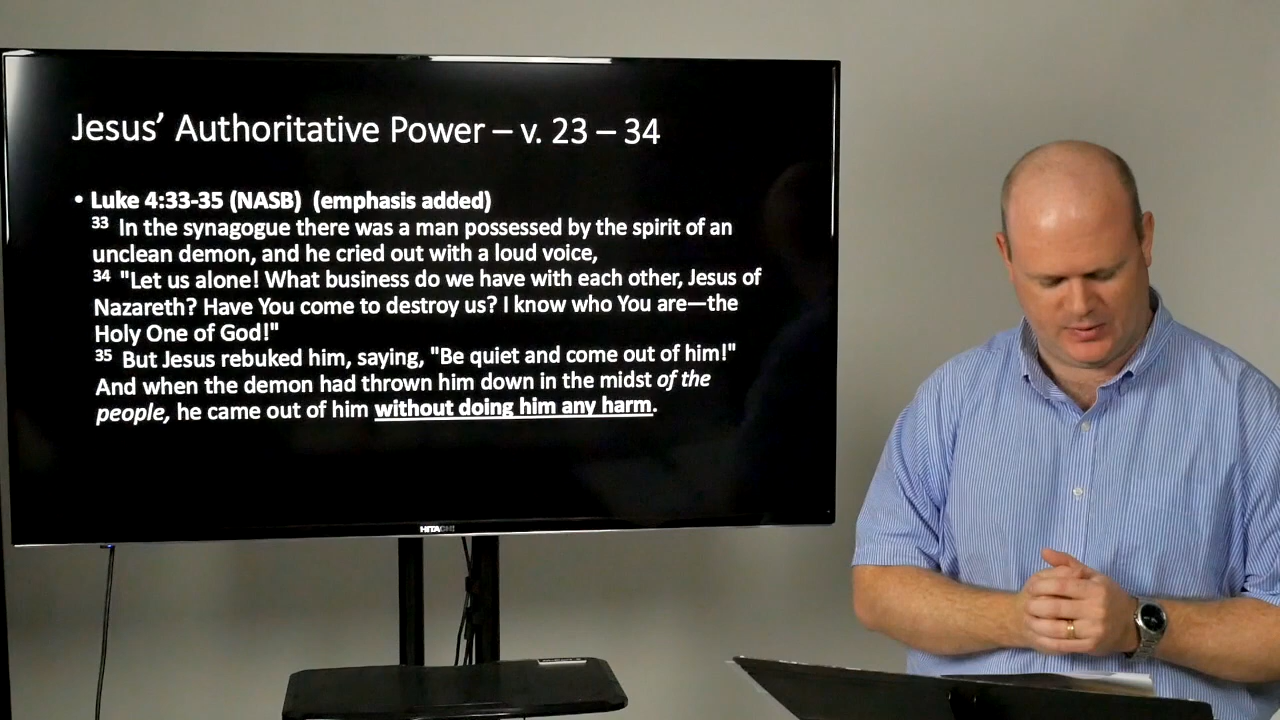 Jesus’ Authoritative Power – v. 23 – 34
• Luke 4:33-35 (NASB)  (emphasis added)
33 In the synagogue there was a man possessed by the spirit of an
unclean demon, and he cried out with a loud voice,
34 "Let us alone! What business do we have with each other, Jesus of
Nazareth? Have You come to destroy us? I know who You are—the
Holy One of God!"
35 But Jesus rebuked him, saying, "Be quiet and come out of him!"
And when the demon had thrown him down in the midst of the
people, he came out of him without doing him any harm.
HITACHI